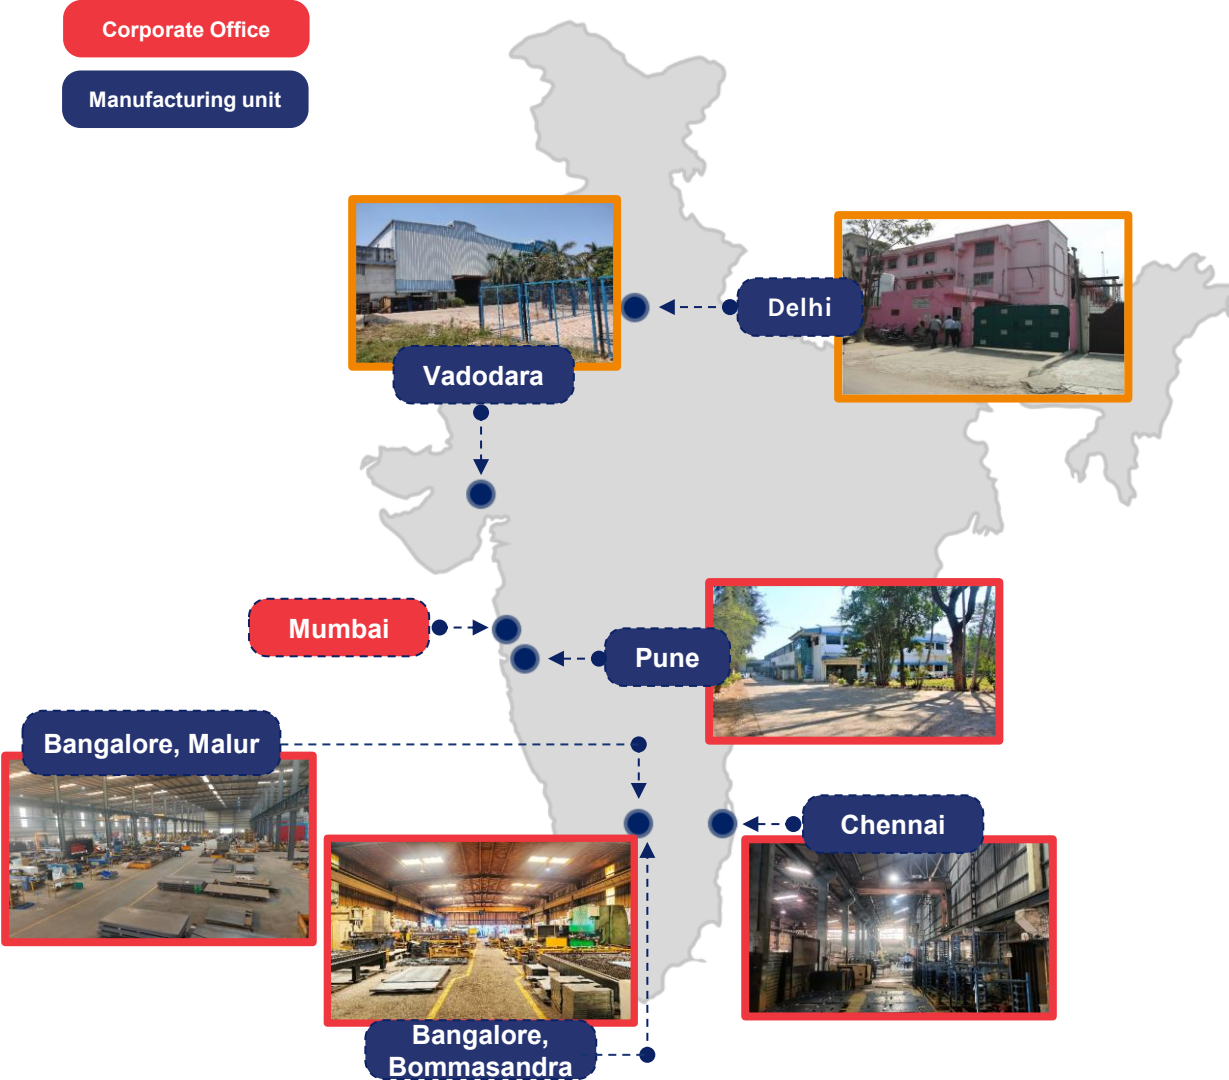 Corporate Office
Manufacturing unit
Delhi
Vadodara
Mumbai
Pune
Bangalore, Malur
Chennai
Bangalore,
Bommasandra